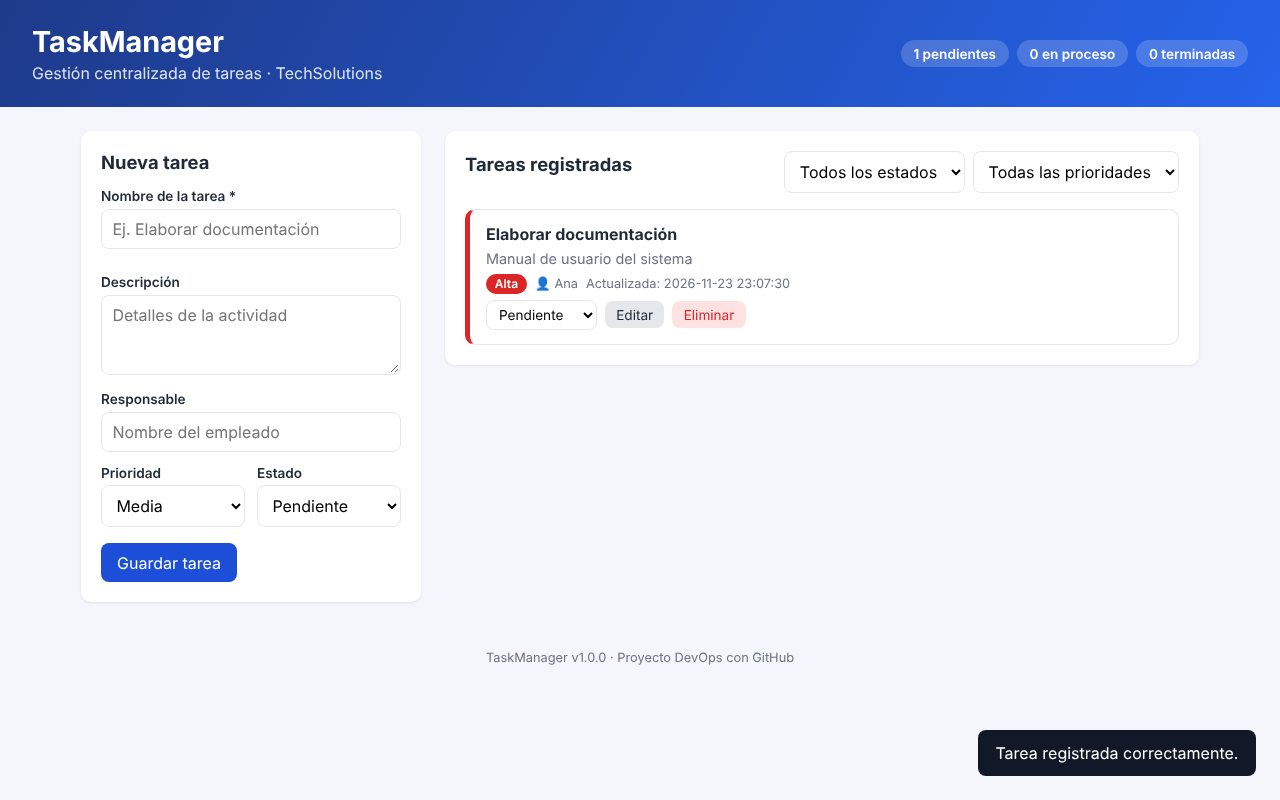 TaskManager
Gestión centralizada de tareas · TechSolutions
1 pendientes
0 en proceso
0 terminadas
Nueva tarea
Nombre de la tarea *
Ej. Elaborar documentación
Descripción
Detalles de la actividad
Responsable
Nombre del empleado
Prioridad
Estado
Media
Pendiente
Guardar tarea
Tareas registradas
Todos los estados
Todas las prioridades
Elaborar documentación
Manual de usuario del sistema
Alta
👤 Ana
Actualizada: 2026-11-23 23:07:30
Pendiente
Editar
Eliminar
TaskManager v1.0.0 · Proyecto DevOps con GitHub
Tarea registrada correctamente.